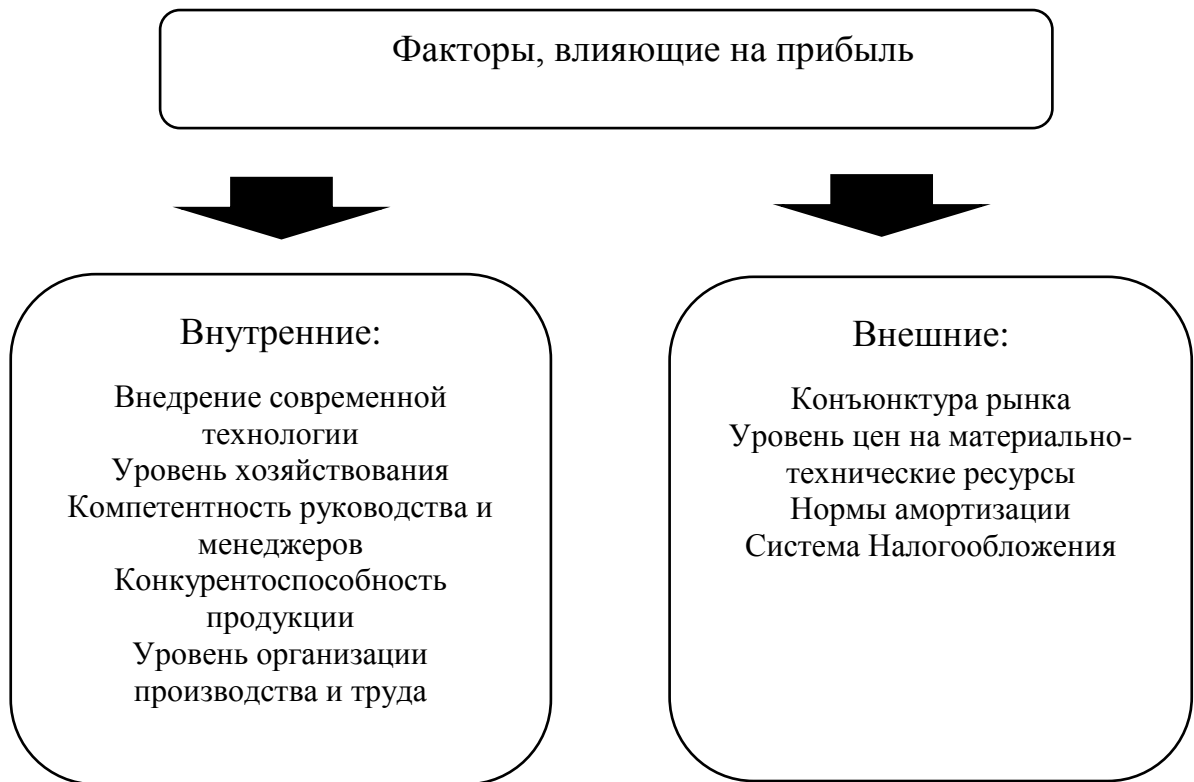 Факторы, влияющие на прибыль
Внутренние:
Внедрение современной
технологии
Уровень хозяйствования
Компетентность руководства и
менеджеров
Конкурентоспособность
продукции
Уровень организации
производства и труда
Внешние:
Конъюнктура рынка
Уровень цен на материально-
технические ресурсы
Нормы амортизации
Система Налогообложения